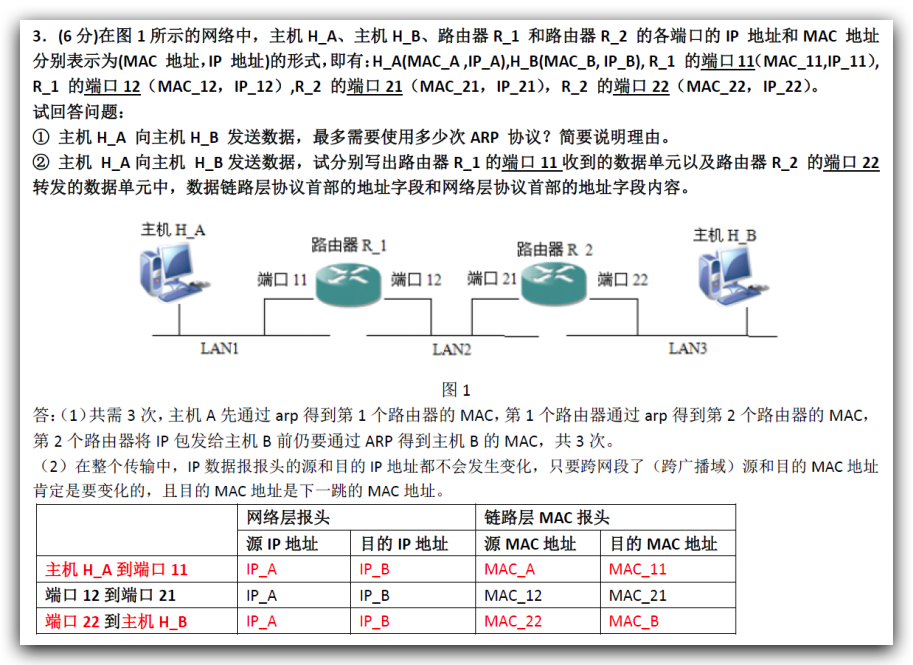 3．(6 分)在图 1 所示的网络中，主机 H_A、主机 H_B、路由器 R_1 和路由器 R_2 的各端口的 IP 地址和 MAC 地址
分别表示为(MAC 地址,IP 地址)的形式，即有：H_A(MAC_A ,IP_A),H_B(MAC_B, IP_B), R_1 的端口 11(MAC_11,IP_11),
R_1 的端口 12（MAC_12，IP_12）,R_2 的端口 21（MAC_21，IP_21），R_2 的端口 22（MAC_22，IP_22）。
试回答问题：
① 主机 H_A 向主机 H_B 发送数据，最多需要使用多少次 ARP 协议？简要说明理由。
② 主机 H_A 向主机 H_B 发送数据，试分别写出路由器 R_1 的端口 11 收到的数据单元以及路由器 R_2 的端口 22
转发的数据单元中，数据链路层协议首部的地址字段和网络层协议首部的地址字段内容。
主机 H_A
路由器 R_1
路由器 R 2
主机 H_B
端口 11
端口 12
端口 21
端口 22
LAN1
LAN2
LAN3
图 1
答：（1）共需 3 次，主机 A 先通过 arp 得到第 1 个路由器的 MAC，第 1 个路由器通过 arp 得到第 2 个路由器的 MAC，
第 2 个路由器将 IP 包发给主机 B 前仍要通过 ARP 得到主机 B 的 MAC，共 3 次。
（2）在整个传输中，IP 数据报报头的源和目的 IP 地址都不会发生变化，只要跨网段了（跨广播域）源和目的 MAC 地址
肯定是要变化的，且目的 MAC 地址是下一跳的 MAC 地址。
网络层报头 链路层 MAC 报头
源 IP 地址 目的 IP 地址 源 MAC 地址 目的 MAC 地址
主机 H_A 到端口 11 IP_A IP_B MAC_A MAC_11
端口 12 到端口 21 IP_A IP_B MAC_12 MAC_21
端口 22 到主机 H_B IP_A IP_B MAC_22 MAC_B